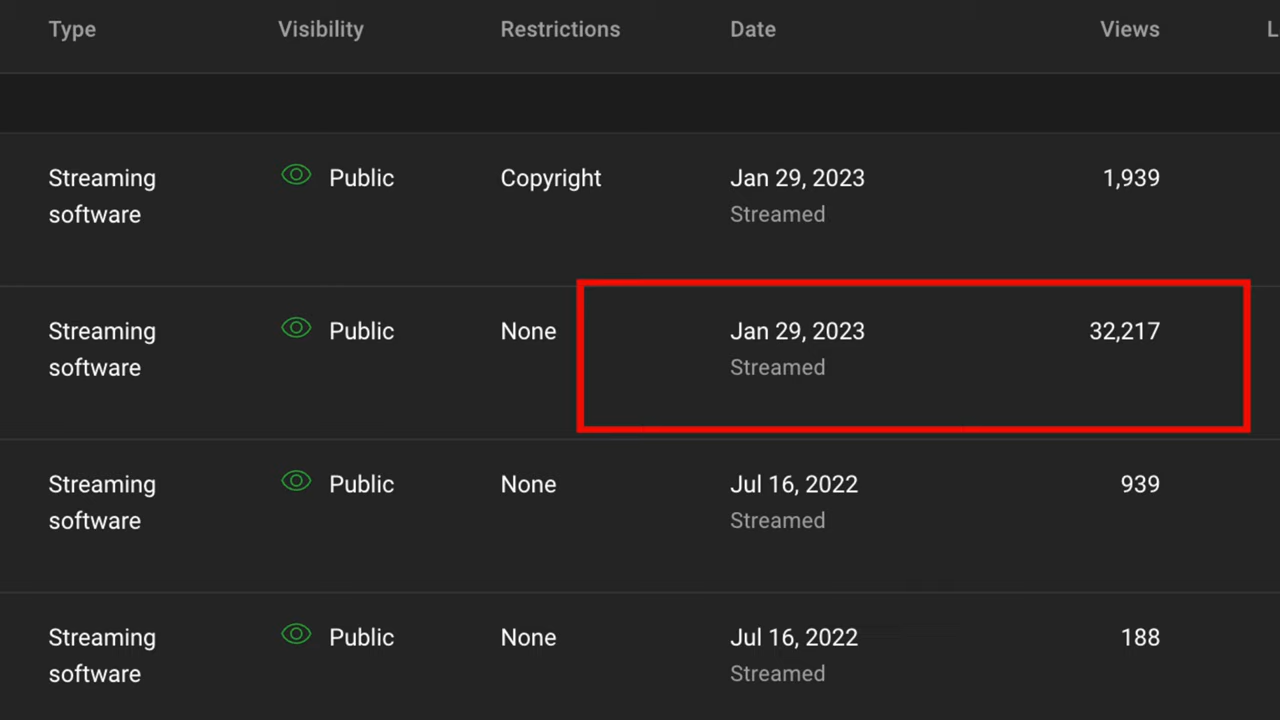 Type Visibility Restrictions Date Views L
Streaming software Public Copyright Jan 29, 2023 Streamed 1,939
Streaming software Public None Jan 29, 2023 Streamed 32,217
Streaming software Public None Jul 16, 2022 Streamed 939
Streaming software Public None Jul 16, 2022 Streamed 188